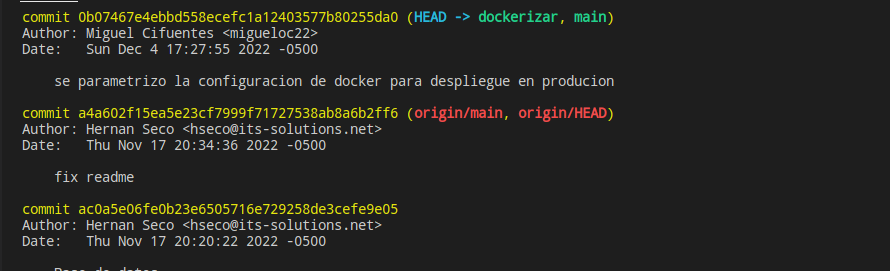 commit 0b07467e4ebbd558ecefc1a12403577b80255da0 (HEAD -> dockerizar, main)
Author: Miguel Cifuentes <migueloc22>
Date:   Sun Dec 4 17:27:55 2022 -0500
se parametrizo la configuracion de docker para despliegue en producion
commit a4a602f15ea5e23cf7999f71727538ab8a6b2ff6 (origin/main, origin/HEAD)
Author: Hernan Seco <hseco@its-solutions.net>
Date:   Thu Nov 17 20:34:36 2022 -0500
fix readme
commit ac0a5e06fe0b23e6505716e729258de3cefe9e05
Author: Hernan Seco <hseco@its-solutions.net>
Date:   Thu Nov 17 20:20:22 2022 -0500
Base de datos